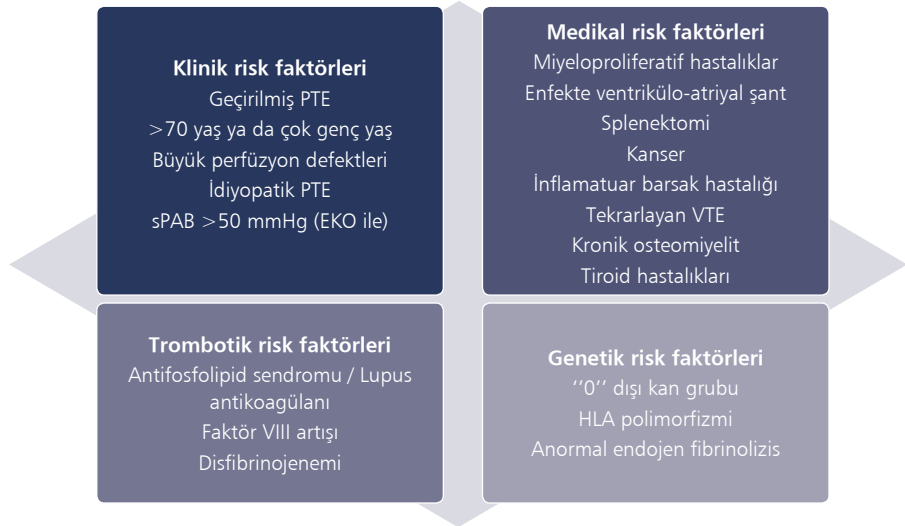 Klinik risk faktörleri
Geçirilmiş PTE
>70 yaş ya da çok genç yaş
Büyük perfüzyon defektleri
İdiyopatik PTE
sPAB >50 mmHg (EKO ile)
Medikal risk faktörleri
Miyeloproliferatif hastalıklar
Enfekte ventrikülo-atriyal şant
Splenektomi
Kanser
İnflamatuar barsak hastalığı
Tekrarlayan VTE
Kronik osteomiyelit
Tiroid hastalıkları
Trombotik risk faktörleri
Antifosfolipid sendromu / Lupus
antikoagülanı
Faktör VIII artışı
Disfibrinojenemi
Genetik risk faktörleri
''0'' dışı kan grubu
HLA polimorfizmi
Anormal endojen fibrinolizis